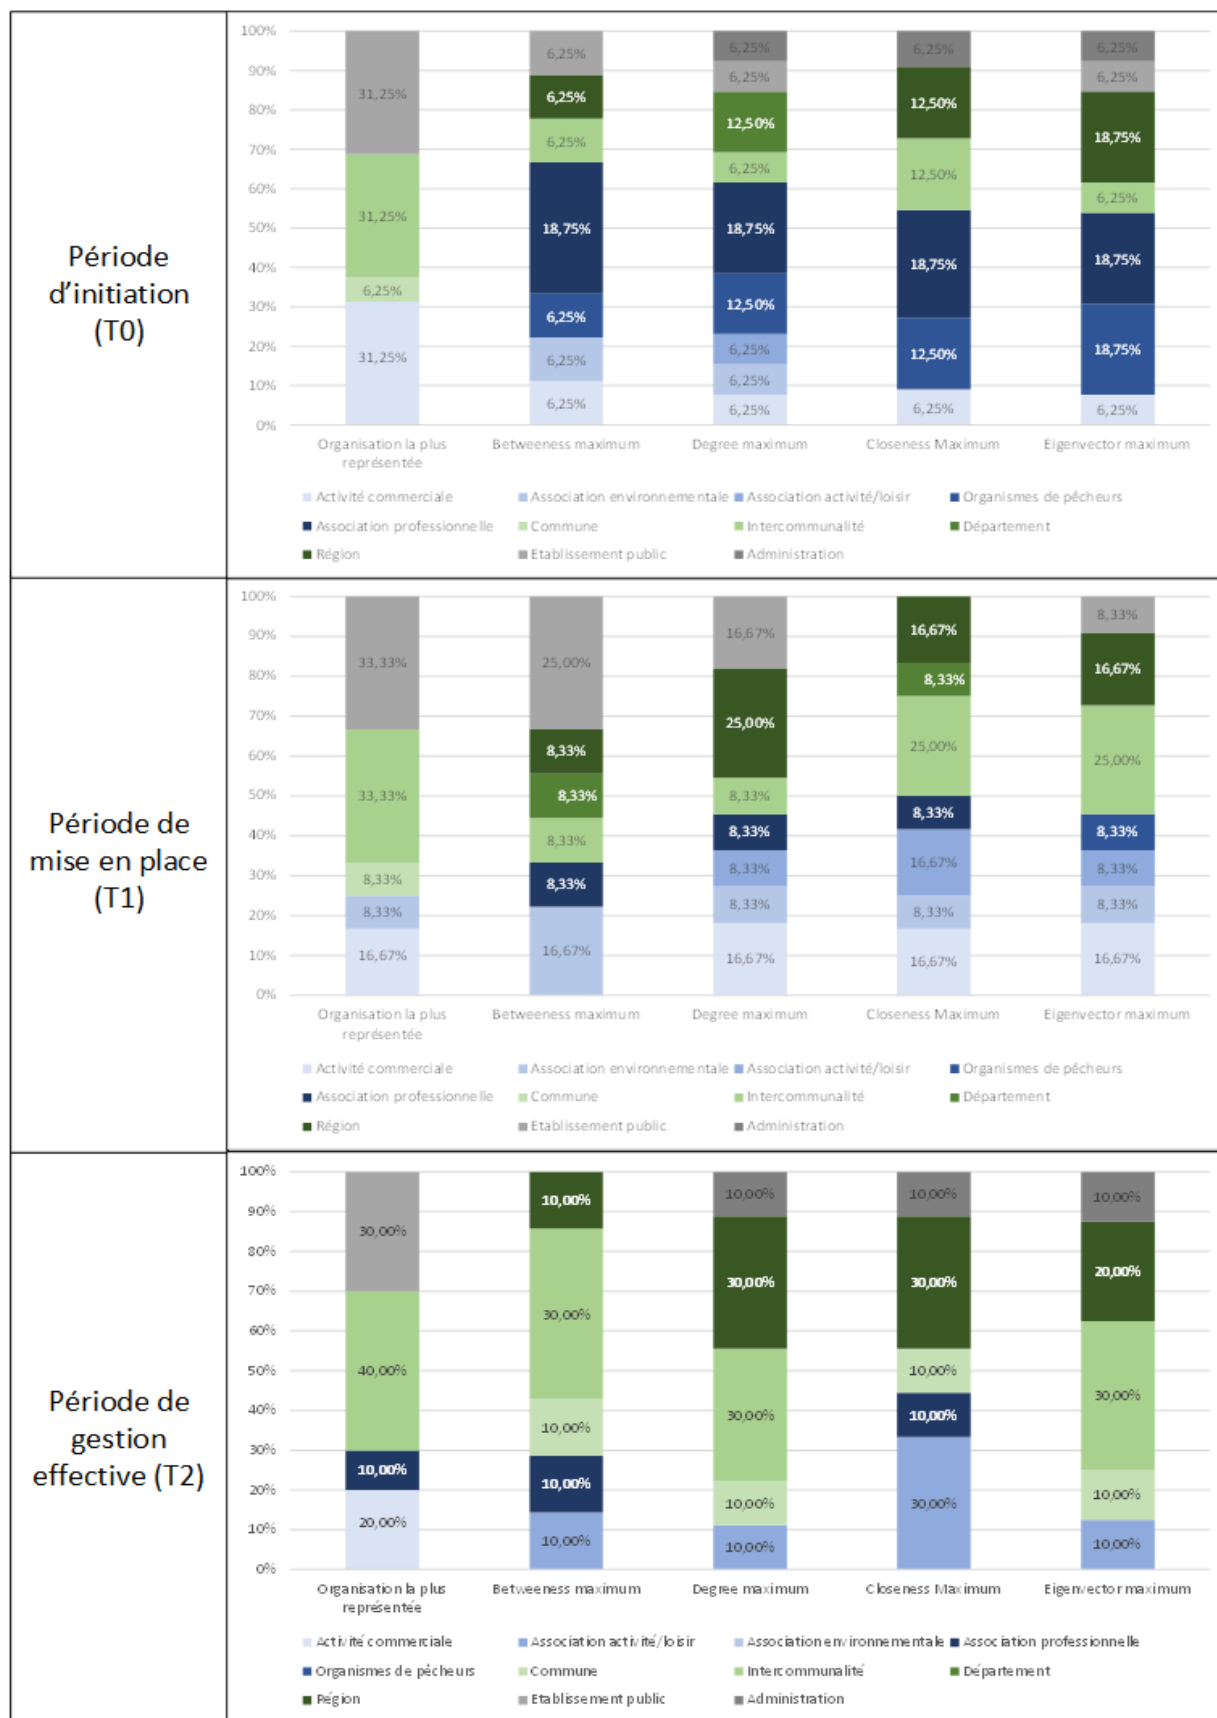 Période
d'initiation
(T0)
100%
90%
80%
70%
60%
50%
40%
30%
20%
10%
0%
31,25%
31,25%
6,25%
31,25%
6,25%
6,25%
6,25%
18,75%
6,25%
6,25%
6,25%
6,25%
6,25%
12,50%
6,25%
18,75%
12,50%
6,25%
6,25%
6,25%
6,25%
12,50%
12,50%
18,75%
12,50%
6,25%
6,25%
6,25%
18,75%
6,25%
18,75%
18,75%
6,25%
Organisation la plus
représentée
Betweeness maximum
Degree maximum
Closeness Maximum
Eigenvector maximum
Activité commerciale
Association environnementale
Association activité/loisir
Organismes de pêcheurs
Association professionnelle
Commune
Intercommunalité
Département
Région
Etablissement public
Administration
Période de
mise en place
(T1)
100%
90%
80%
70%
60%
50%
40%
30%
20%
10%
0%
33,33%
33,33%
8,33%
8,33%
16,67%
25,00%
8,33%
8,33%
8,33%
8,33%
16,67%
16,67%
25,00%
8,33%
8,33%
8,33%
8,33%
16,67%
16,67%
8,33%
25,00%
8,33%
16,67%
8,33%
16,67%
8,33%
16,67%
25,00%
8,33%
8,33%
8,33%
16,67%
Organisation la plus
représentée
Betweeness maximum
Degree maximum
Closeness Maximum
Eigenvector maximum
Activité commerciale
Association environnementale
Association activité/loisir
Organismes de pêcheurs
Association professionnelle
Commune
Intercommunalité
Département
Région
Etablissement public
Administration
Période de
gestion
effective (T2)
100%
90%
80%
70%
60%
50%
40%
30%
20%
10%
0%
30,00%
40,00%
10,00%
20,00%
10,00%
30,00%
10,00%
10,00%
10,00%
10,00%
30,00%
30,00%
10,00%
10,00%
10,00%
30,00%
10,00%
10,00%
30,00%
10,00%
20,00%
30,00%
10,00%
10,00%
Organisation la plus
représentée
Betweeness maximum
Degree maximum
Closeness Maximum
Eigenvector maximum
Activité commerciale
Association activité/loisir
Association environnementale
Association professionnelle
Organismes de pêcheurs
Commune
Intercommunalité
Département
Région
Etablissement public
Administration